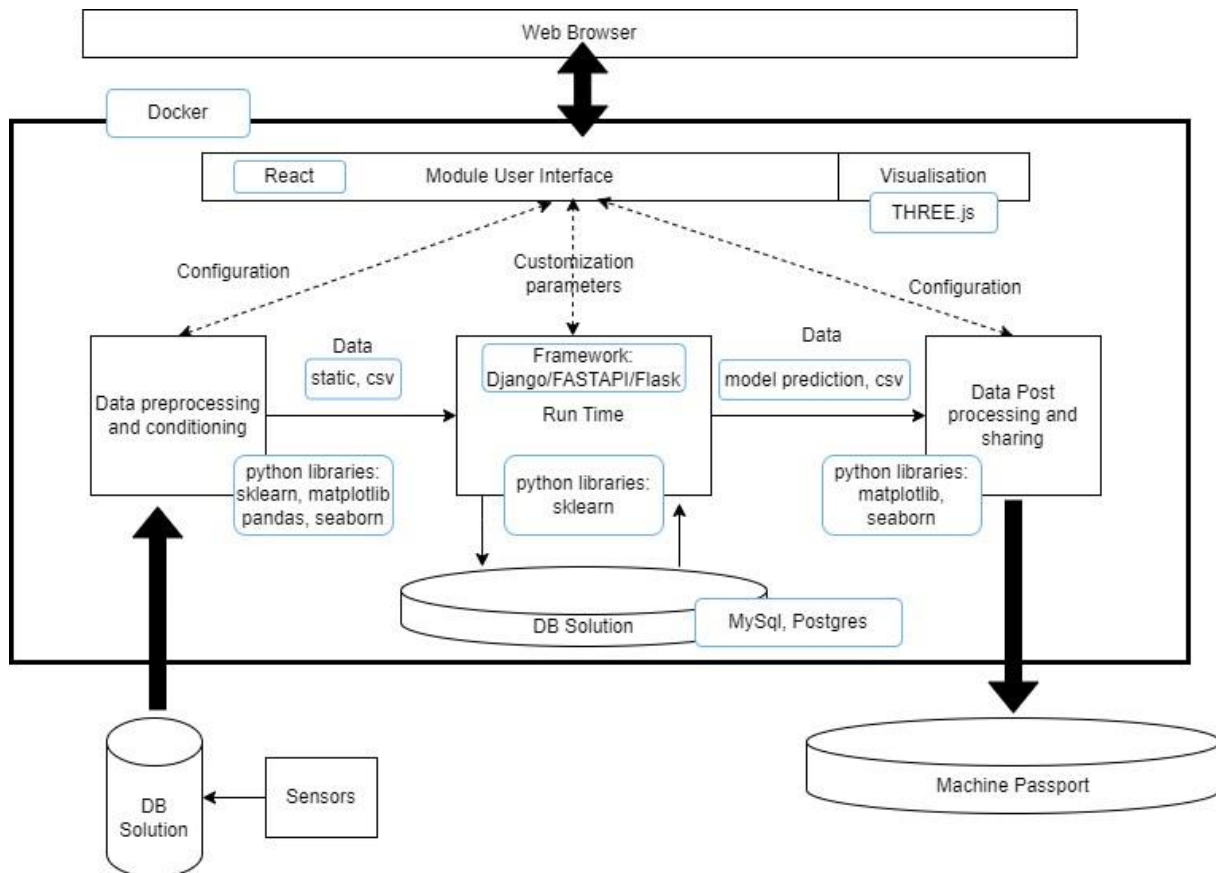 Web Browser
Docker
React
Module User Interface
Visualisation
THREE.js
Configuration
Customization
parameters
Configuration
Data
static, csv
Framework:
Django/FASTAPI/Flask
Run Time
Data
model prediction, csv
Data preprocessing
and conditioning
Data Post
processing and
sharing
python libraries:
sklearn, matplotlib
pandas, seaborn
python libraries:
sklearn
python libraries:
matplotlib,
seaborn
DB Solution
MySql, Postgres
DB
Solution
Sensors
Machine Passport